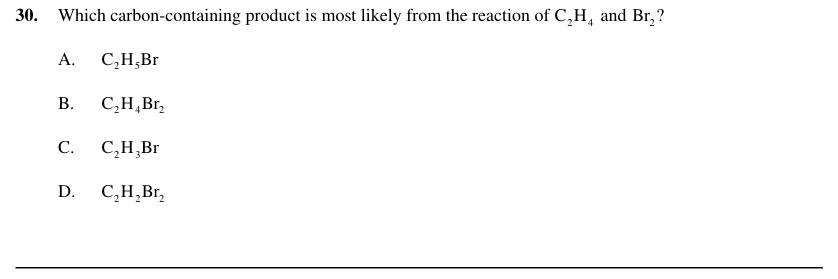 30. Which carbon-containing product is most likely from the reaction of C₂H₄ and Br₂?
A. C₂H₅Br
B. C₂H₄Br₂
C. C₂H₃Br
D. C₂H₂Br₂